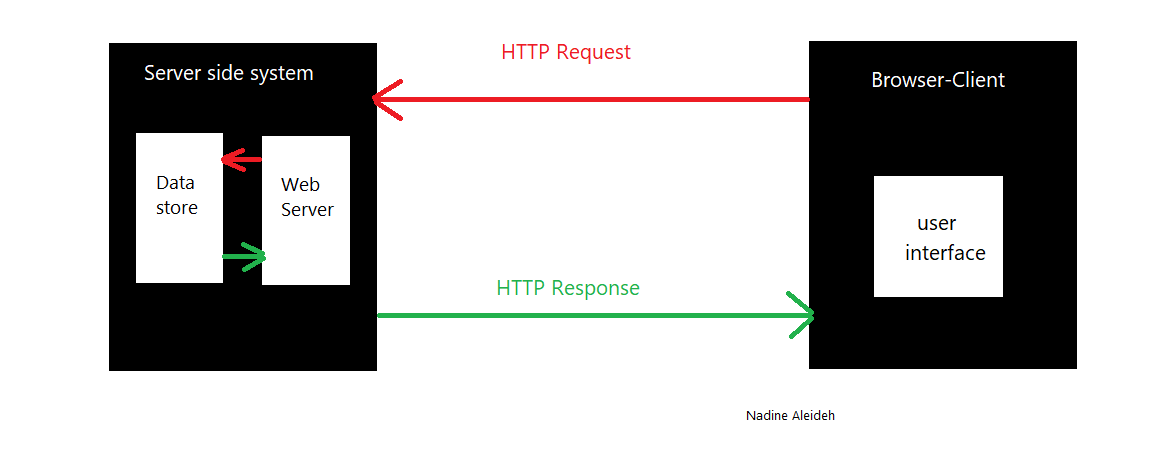 HTTP Request
Server side system
Browser-Client
Data
store
Web
Server
user
interface
HTTP Response
Nadine Aleideh